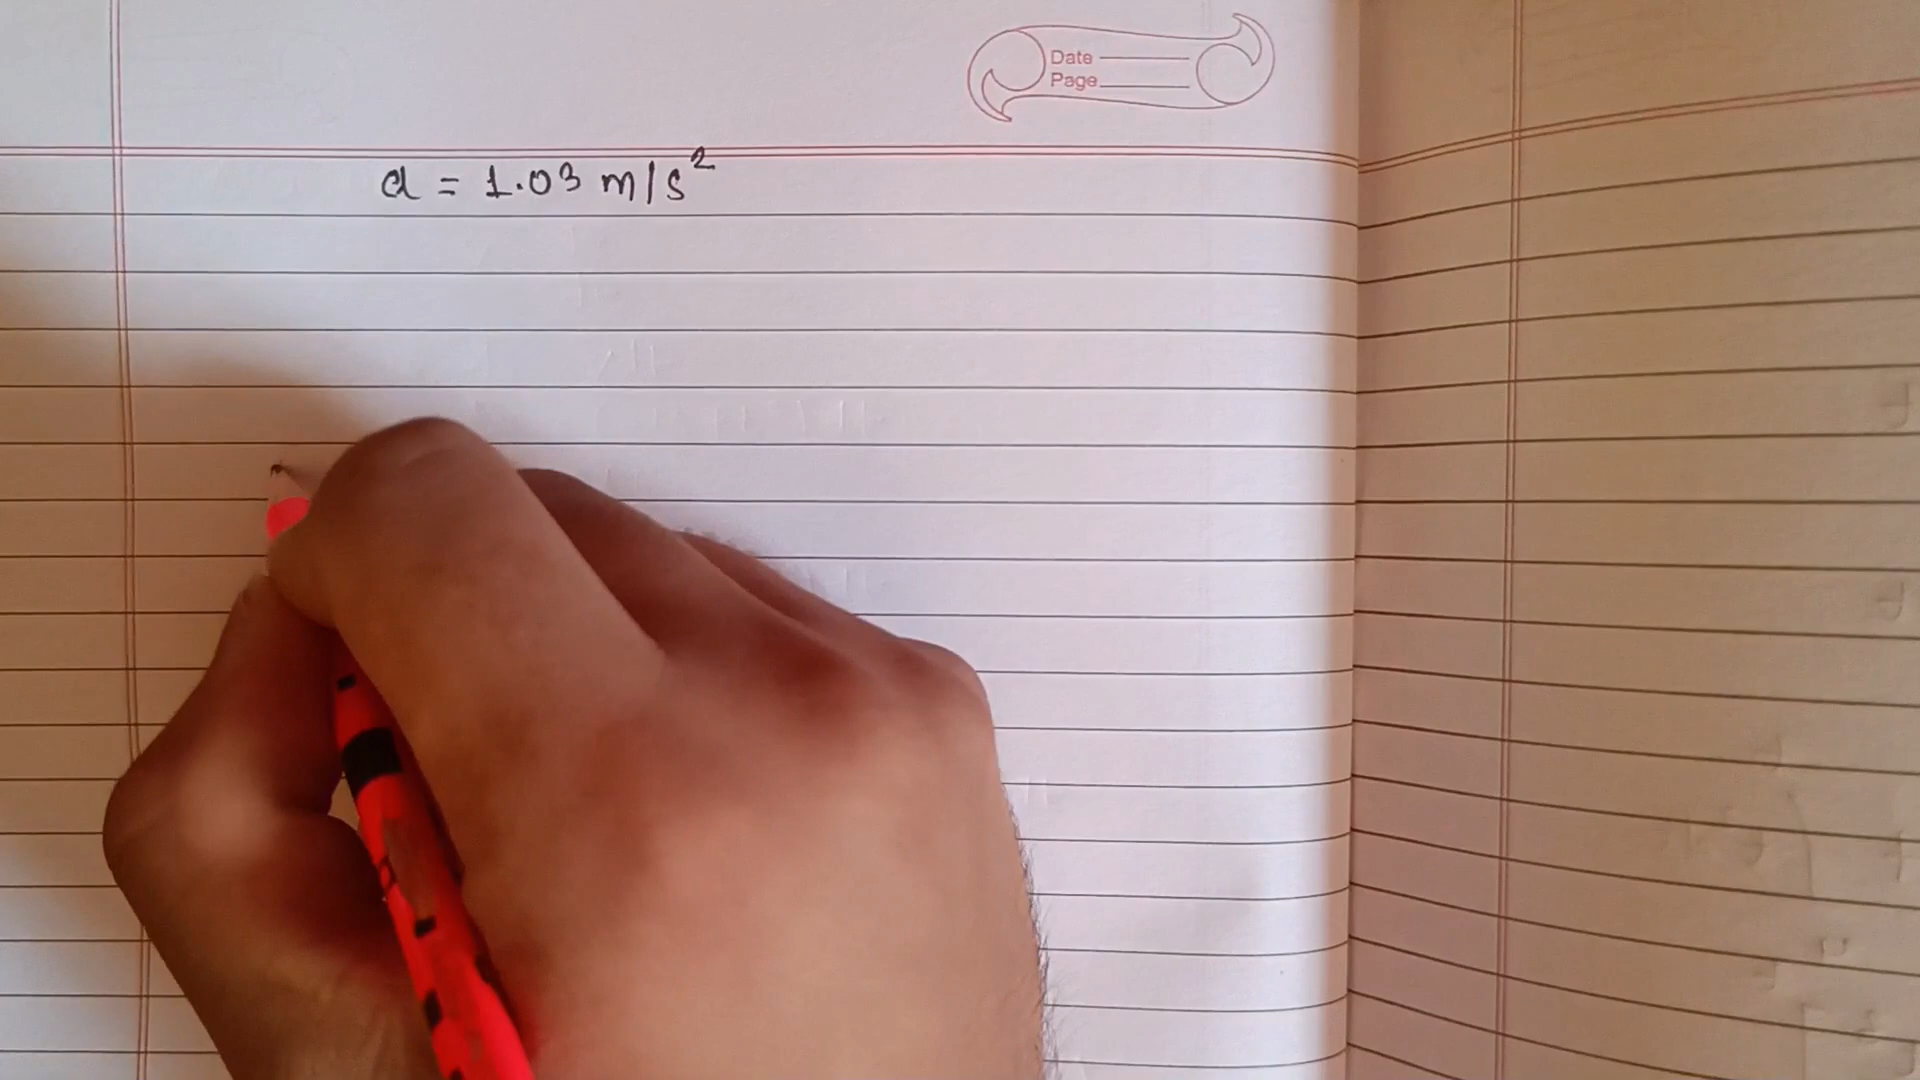 Date
Page
a = 1.03 m/s²